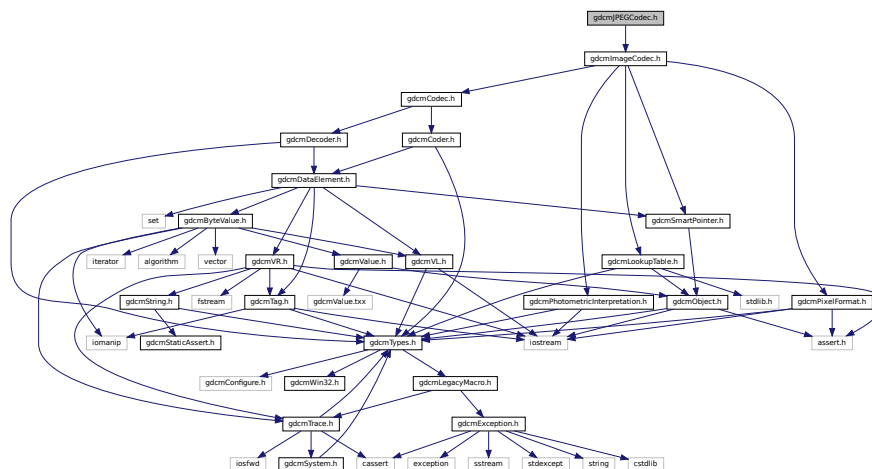 gdcmJPEGCodec.h
gdcmImageCodec.h
gdcmCodec.h
gdcmDecoder.h
gdcmCoder.h
gdcmDataElement.h
set
gdcmByteValue.h
gdcmSmartPointer.h
iterator
algorithm
vector
gdcmVR.h
gdcmValue.h
gdcmVL.h
gdcmLookupTable.h
gdcmString.h
fstream
gdcmTag.h
gdcmValue.txx
gdcmPhotometricInterpretation.h
gdcmObject.h
stdlib.h
gdcmPixelFormat.h
iomanip
gdcmStaticAssert.h
gdcmTypes.h
iostream
assert.h
gdcmConfigure.h
gdcmWin32.h
gdcmLegacyMacro.h
gdcmTrace.h
gdcmException.h
iosfwd
gdcmSystem.h
cassert
exception
sstream
stdexcept
string
cstdlib